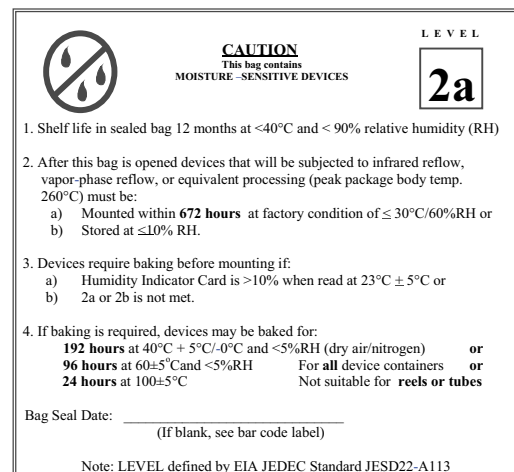 LEVEL
CAUTION
This bag contains
MOISTURE –SENSITIVE DEVICES
2a
1. Shelf life in sealed bag 12 months at <40°C and < 90% relative humidity (RH)
2. After this bag is opened devices that will be subjected to infrared reflow,
vapor-phase reflow, or equivalent processing (peak package body temp.
260°C) must be:
a) Mounted within 672 hours at factory condition of ≤ 30°C/60%RH or
b) Stored at ≤10% RH.
3. Devices require baking before mounting if:
a) Humidity Indicator Card is >10% when read at 23°C ± 5°C or
b) 2a or 2b is not met.
4. If baking is required, devices may be baked for:
192 hours at 40°C + 5°C/-0°C and <5%RH (dry air/nitrogen) or
96 hours at 60±5°Cand <5%RH For all device containers or
24 hours at 100±5°C Not suitable for reels or tubes
Bag Seal Date: ______________________________
(If blank, see bar code label)
Note: LEVEL defined by EIA JEDEC Standard JESD22-A113